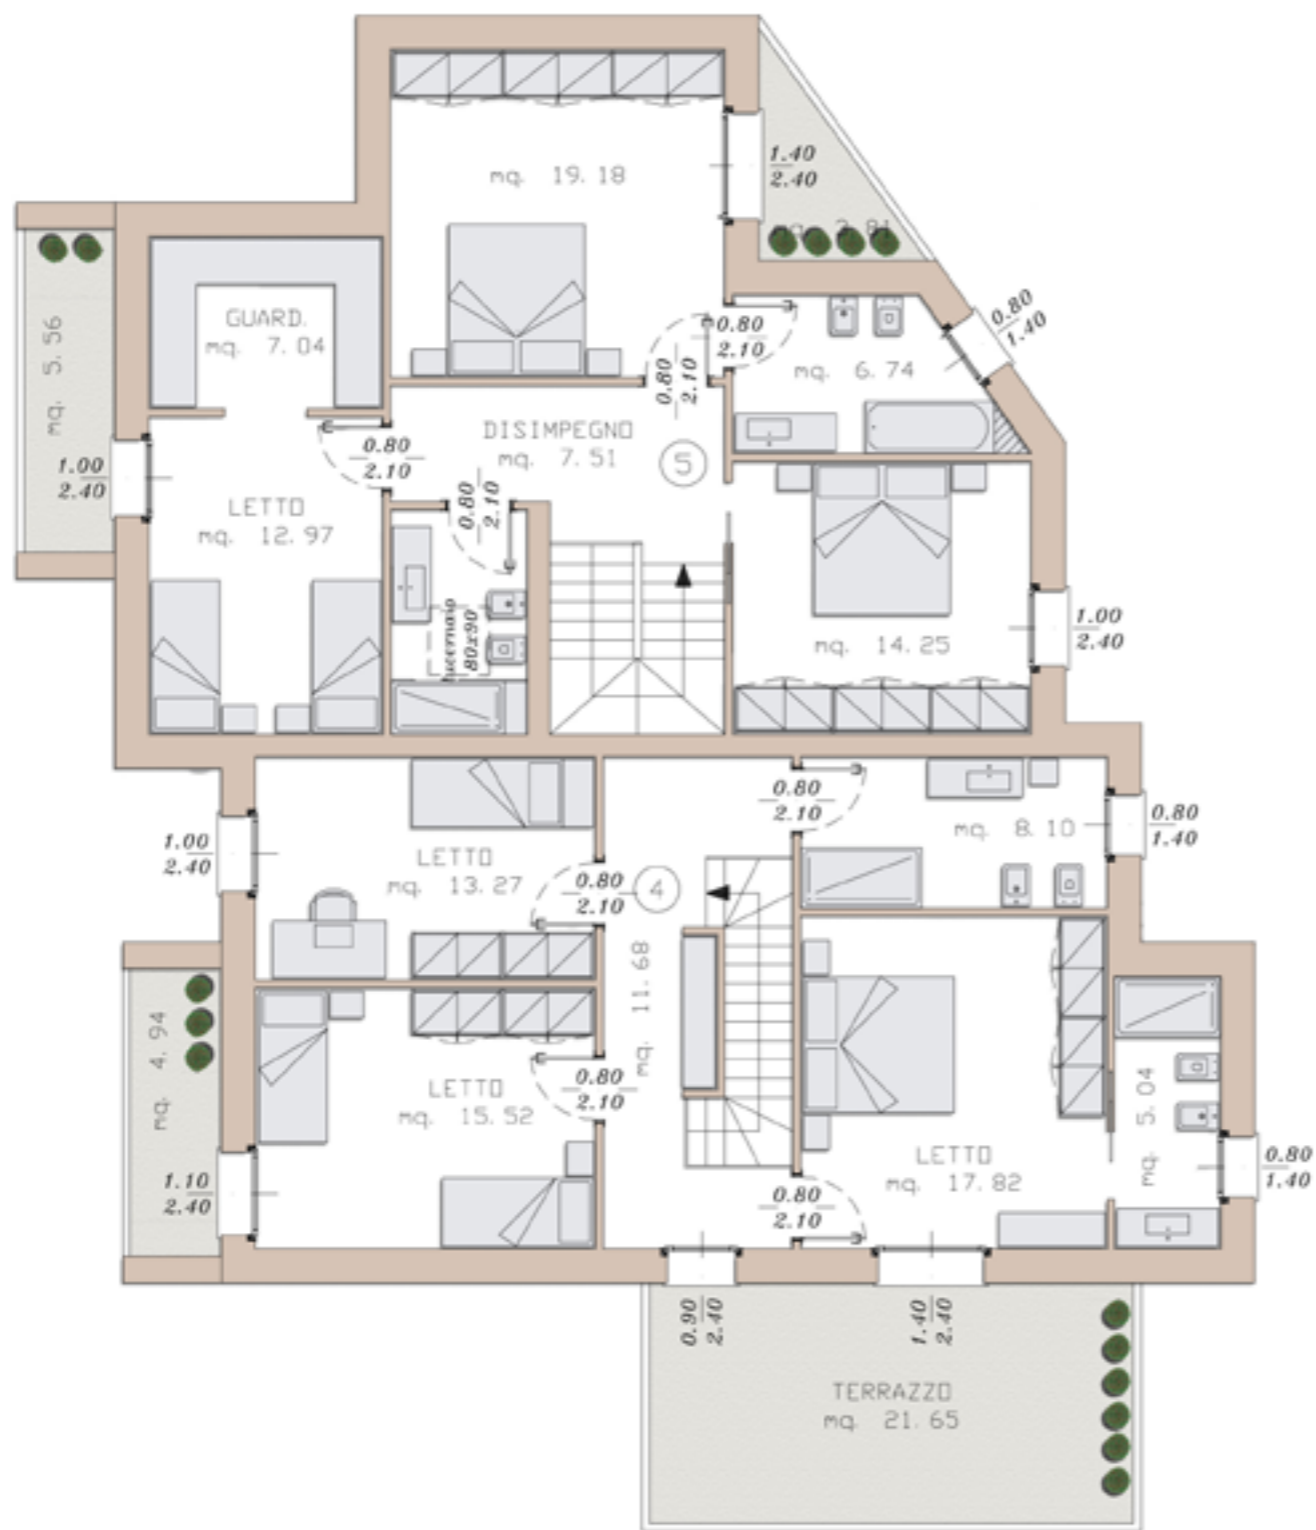 mq. 19.18
1.40
2.40
mq. 3.81
0.80
1.40
GUARD.
mq. 7.04
mq. 5.56
0.80
2.10
0.80
2.10
mq. 6.74
DISIMPEGNO
mq. 7.51
5
0.80
2.10
1.00
2.40
LETTO
mq. 12.97
0.80
2.10
lucernaio
80x90
1.00
2.40
mq. 14.25
1.00
2.40
LETTO
mq. 13.27
0.80
2.10
4
0.80
2.10
mq. 8.10
0.80
1.40
mq. 11.68
mq. 4.94
1.10
2.40
LETTO
mq. 15.52
0.80
2.10
LETTO
mq. 17.82
0.80
2.10
mq. 5.04
0.80
1.40
0.90
2.40
1.40
2.40
TERRAZZO
mq. 21.65